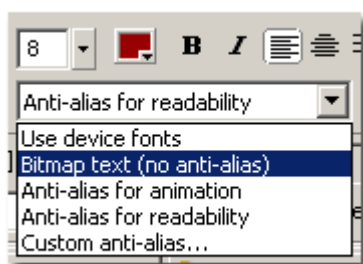 8 B I
Anti-alias for readability
Use device fonts
Bitmap text (no anti-alias)
Anti-alias for animation
Anti-alias for readability
Custom anti-alias...